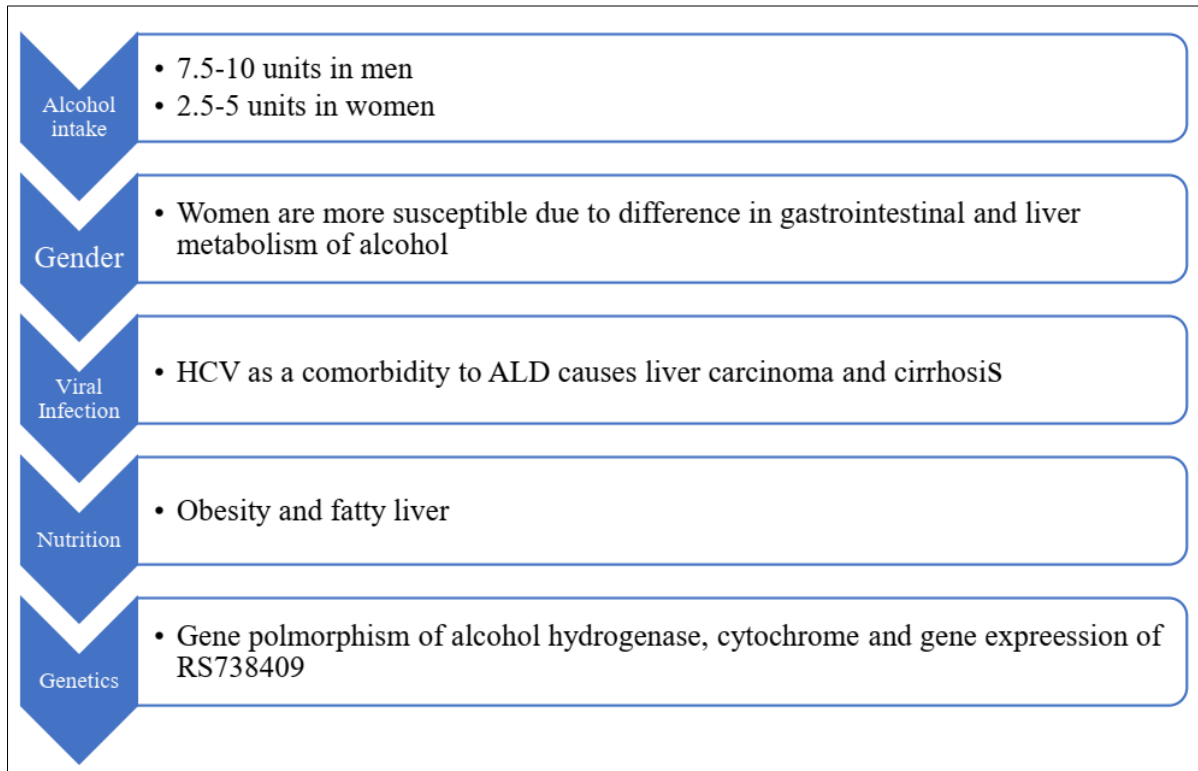 Alcohol
intake
• 7.5-10 units in men
• 2.5-5 units in women
Gender
• Women are more susceptible due to difference in gastrointestinal and liver
metabolism of alcohol
Viral
Infection
• HCV as a comorbidity to ALD causes liver carcinoma and cirrhosiS
Nutrition
• Obesity and fatty liver
Genetics
• Gene polmorphism of alcohol hydrogenase, cytochrome and gene expreession of
RS738409